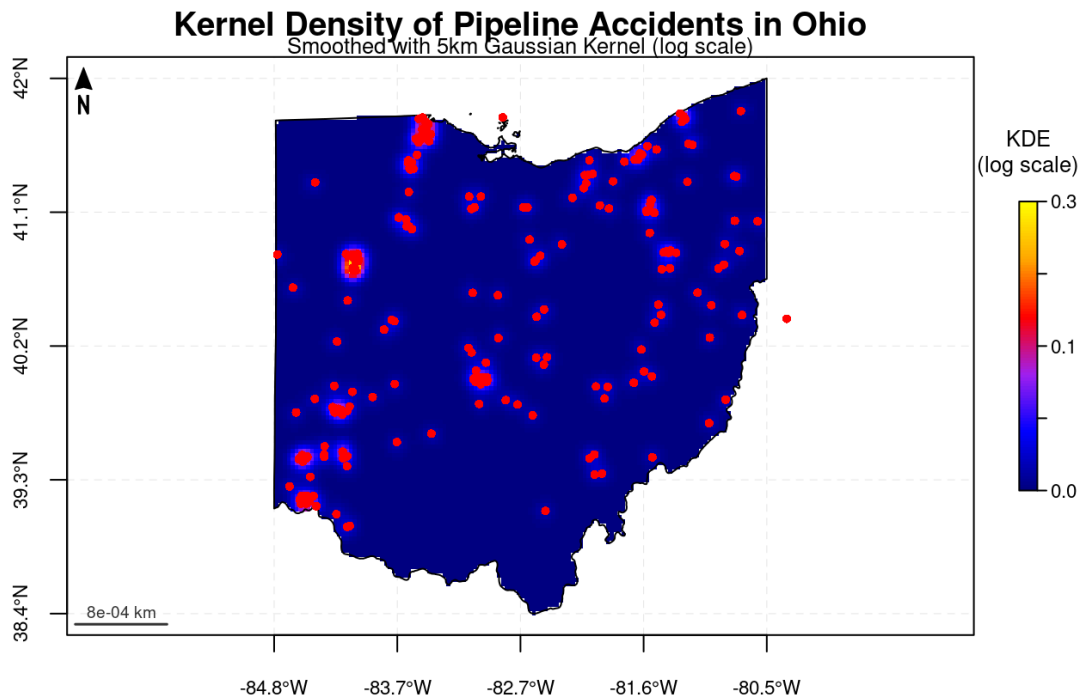 Kernel Density of Pipeline Accidents in Ohio
Smoothed with 5km Gaussian Kernel (log scale)
N
42°N
41.1°N
40.2°N
39.3°N
38.4°N
8e-04 km
-84.8°W
-83.7°W
-82.7°W
-81.6°W
-80.5°W
KDE
(log scale)
0.3
0.1
0.0